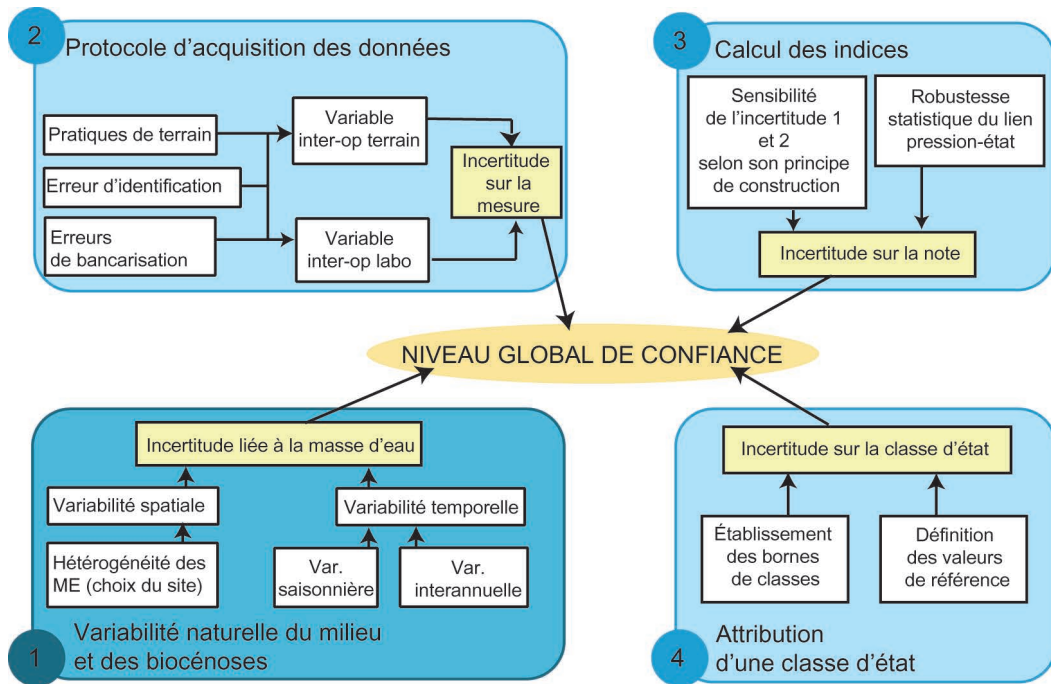 2
Protocole d'acquisition des données
Pratiques de terrain
Erreur d'identification
Erreurs
de bancarisation
Variable
inter-op terrain
Variable
inter-op labo
Incertitude
sur la
mesure
3
Calcul des indices
Sensibilité
de l'incertitude 1
et 2
selon son principe
de construction
Robustesse
statistique du lien
pression-état
Incertitude sur la note
NIVEAU GLOBAL DE CONFIANCE
Incertitude liée à la masse d'eau
Variabilité spatiale
Variabilité temporelle
Hétérogénéité des
ME (choix du site)
Var.
saisonnière
Var.
interannuelle
1
Variabilité naturelle du milieu
et des biocénoses
Incertitude sur la classe d'état
Établissement
des bornes
de classes
Définition
des valeurs
de référence
4
Attribution
d'une classe d'état